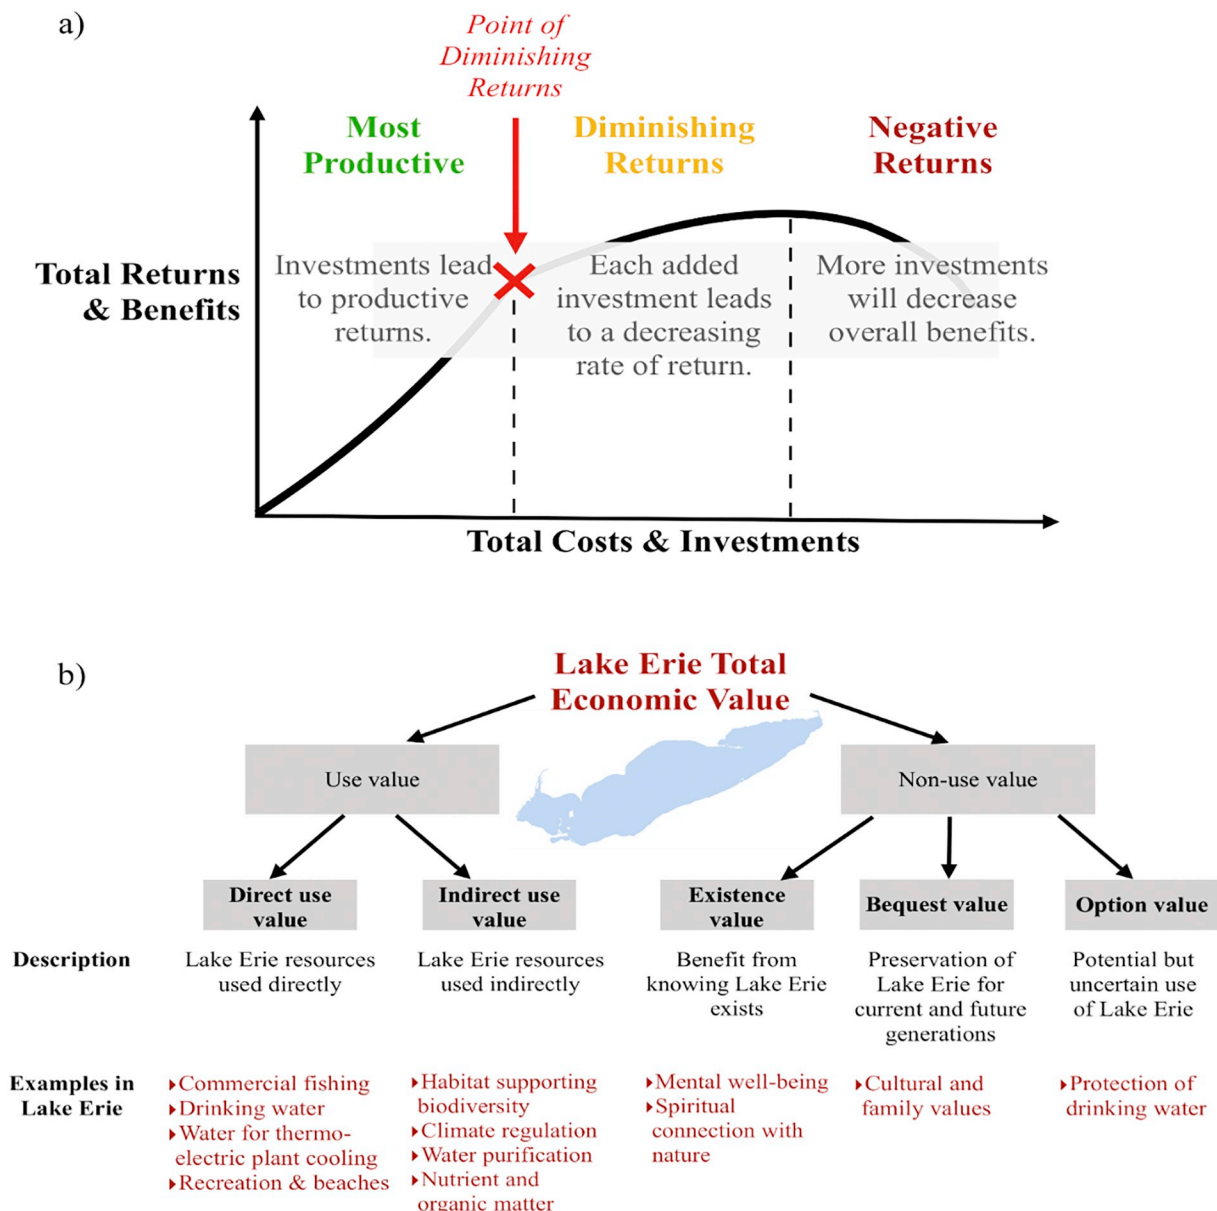 a)
Point of
Diminishing
Returns
Most
Productive
Diminishing
Returns
Negative
Returns
Total Returns
& Benefits
Investments lead
to productive
returns.
Each added
investment leads
to a decreasing
rate of return.
More investments
will decrease
overall benefits.
Total Costs & Investments
b)
Lake Erie Total
Economic Value
Use value
Non-use value
Direct use
value
Indirect use
value
Existence
value
Bequest value
Option value
Description
Lake Erie resources
used directly
Lake Erie resources
used indirectly
Benefit from
knowing Lake Erie
exists
Preservation of
Lake Erie for
current and future
generations
Potential but
uncertain use
of Lake Erie
Examples in
Lake Erie
‣Commercial fishing
‣Drinking water
‣Water for thermo-
electric plant cooling
‣Recreation & beaches
‣Habitat supporting
biodiversity
‣Climate regulation
‣Water purification
‣Nutrient and
organic matter
‣Mental well-being
‣Spiritual
connection with
nature
‣Cultural and
family values
‣Protection of
drinking water